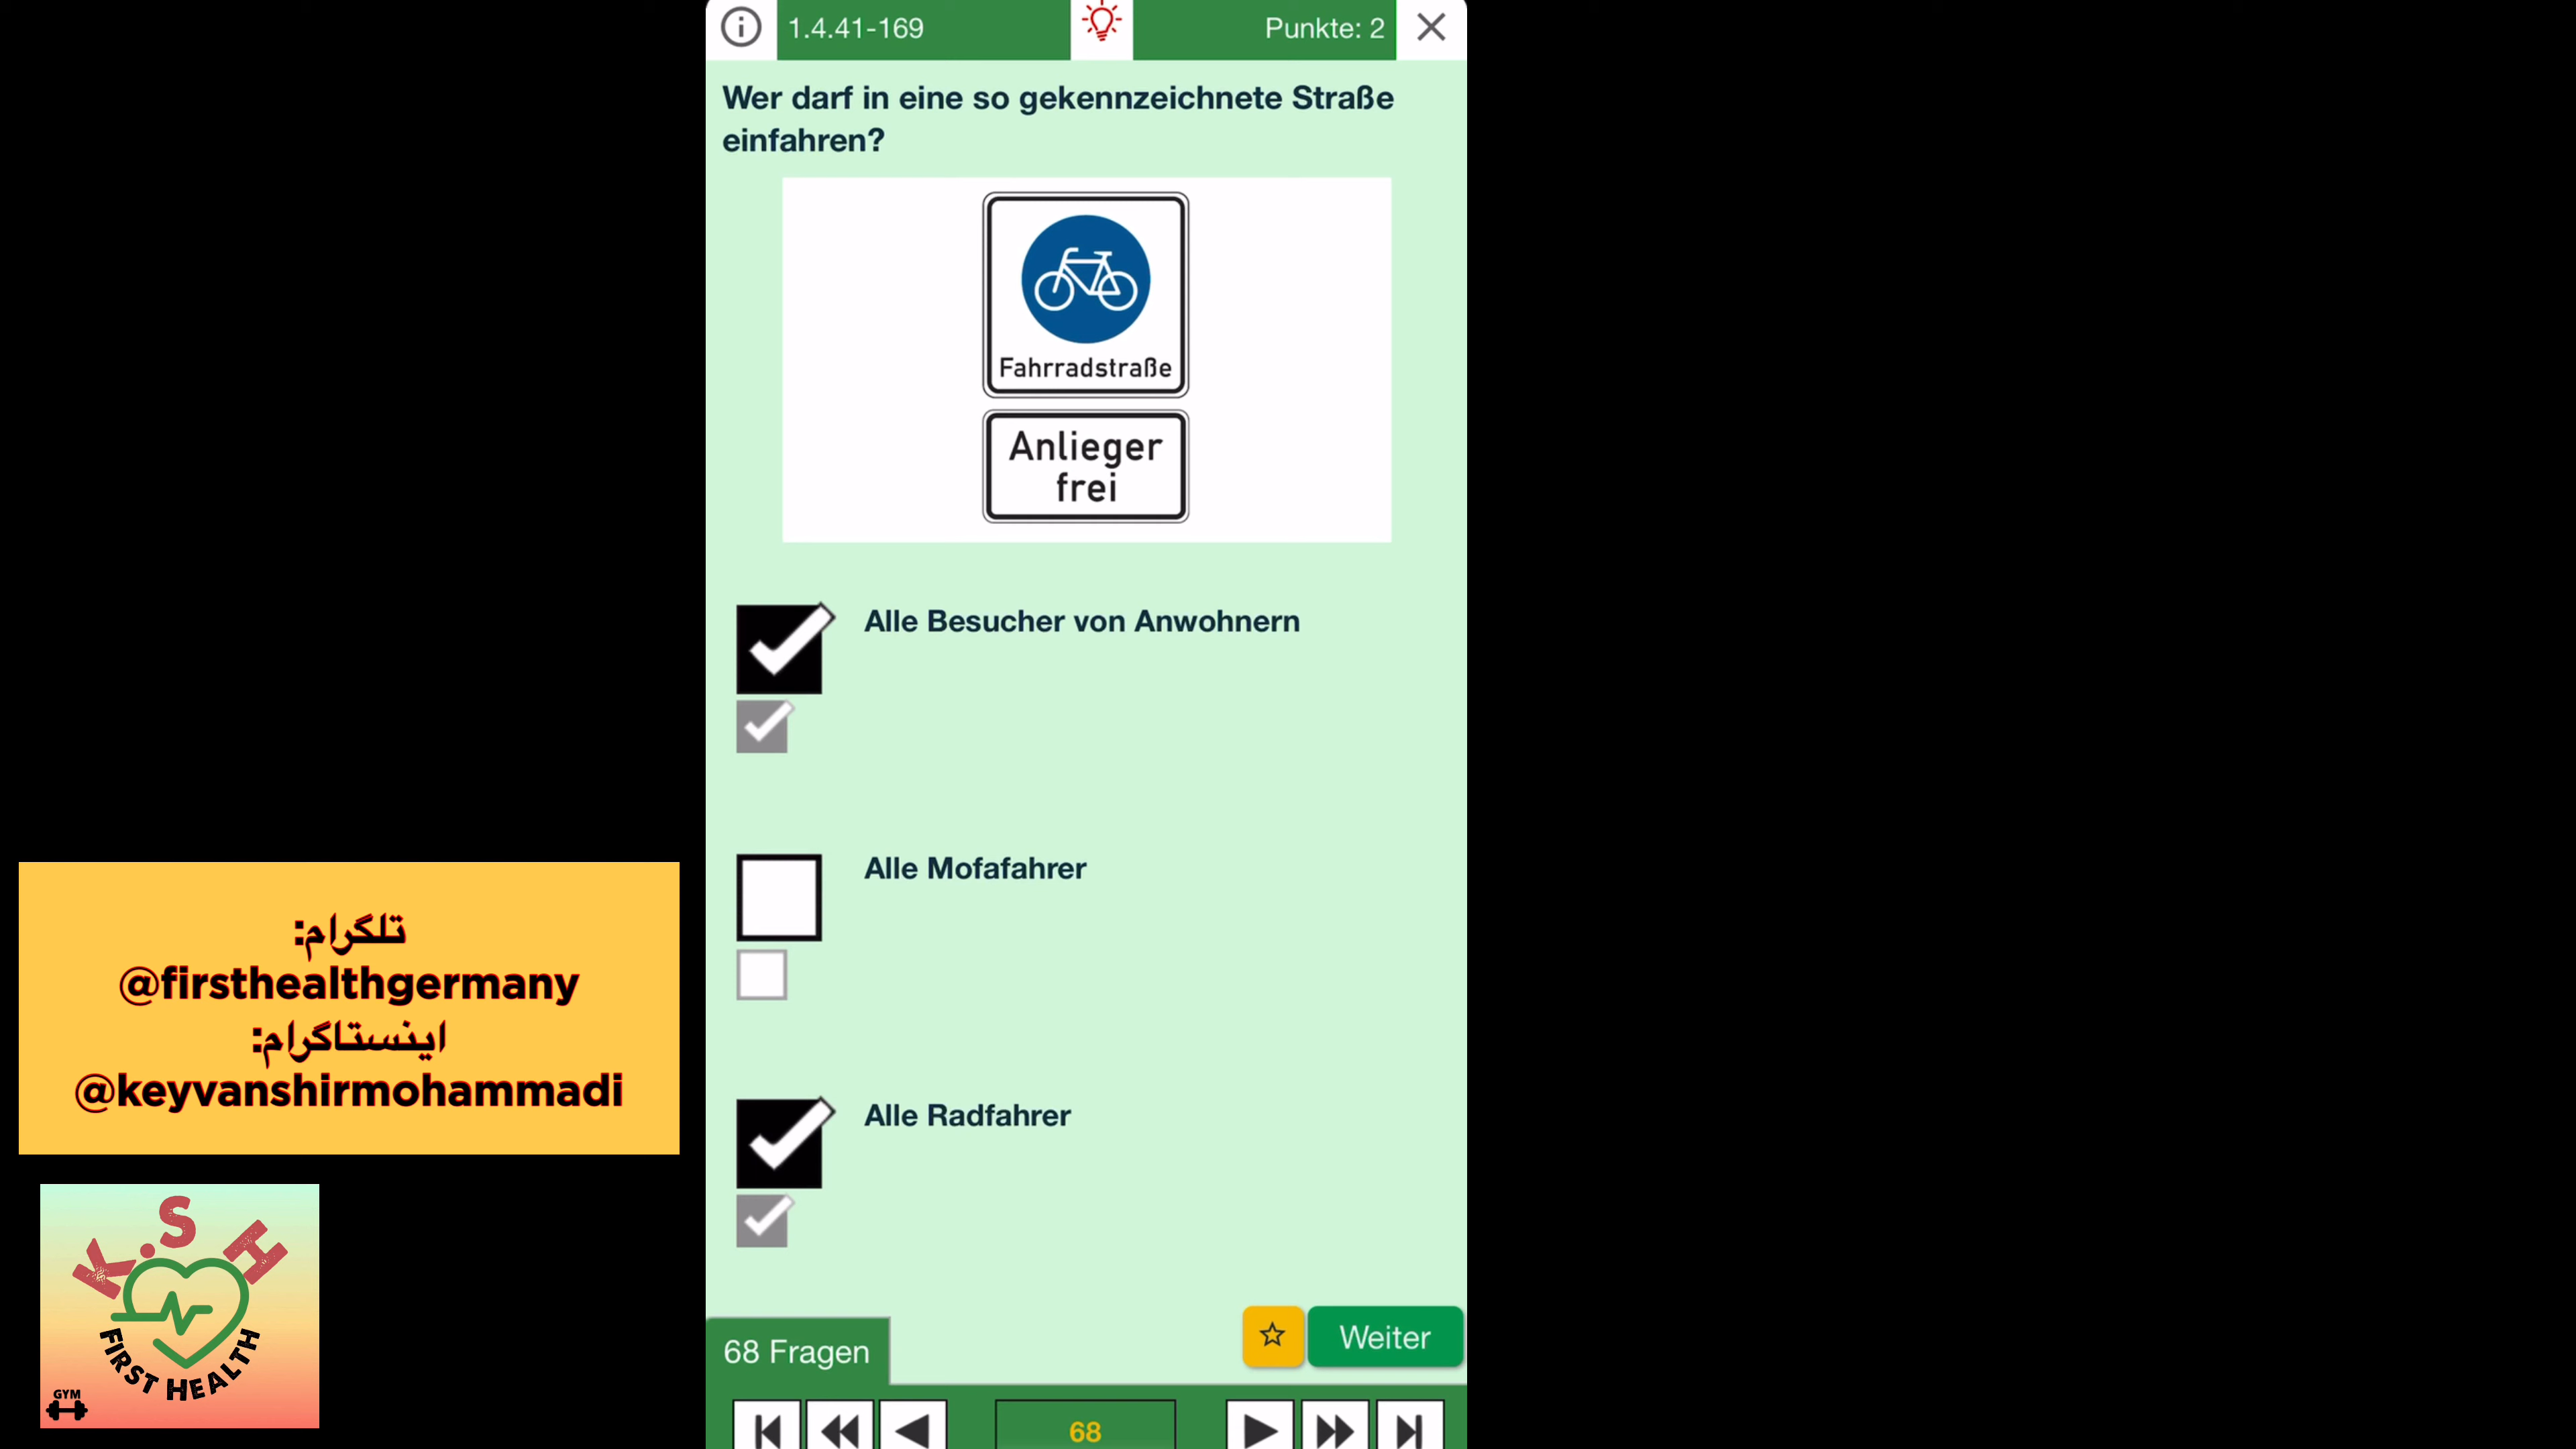 1.4.41-169
Punkte: 2
Wer darf in eine so gekennzeichnete Straße
einfahren?
Fahrradstraße
Anlieger
frei
Alle Besucher von Anwohnern
Alle Mofafahrer
Alle Radfahrer
Weiter
68 Fragen
68
تلگرام:
@firsthealthgermany
اینستاگرام:
@keyvanshirmohammadi
K.SH
FIRST HEALTH
GYM